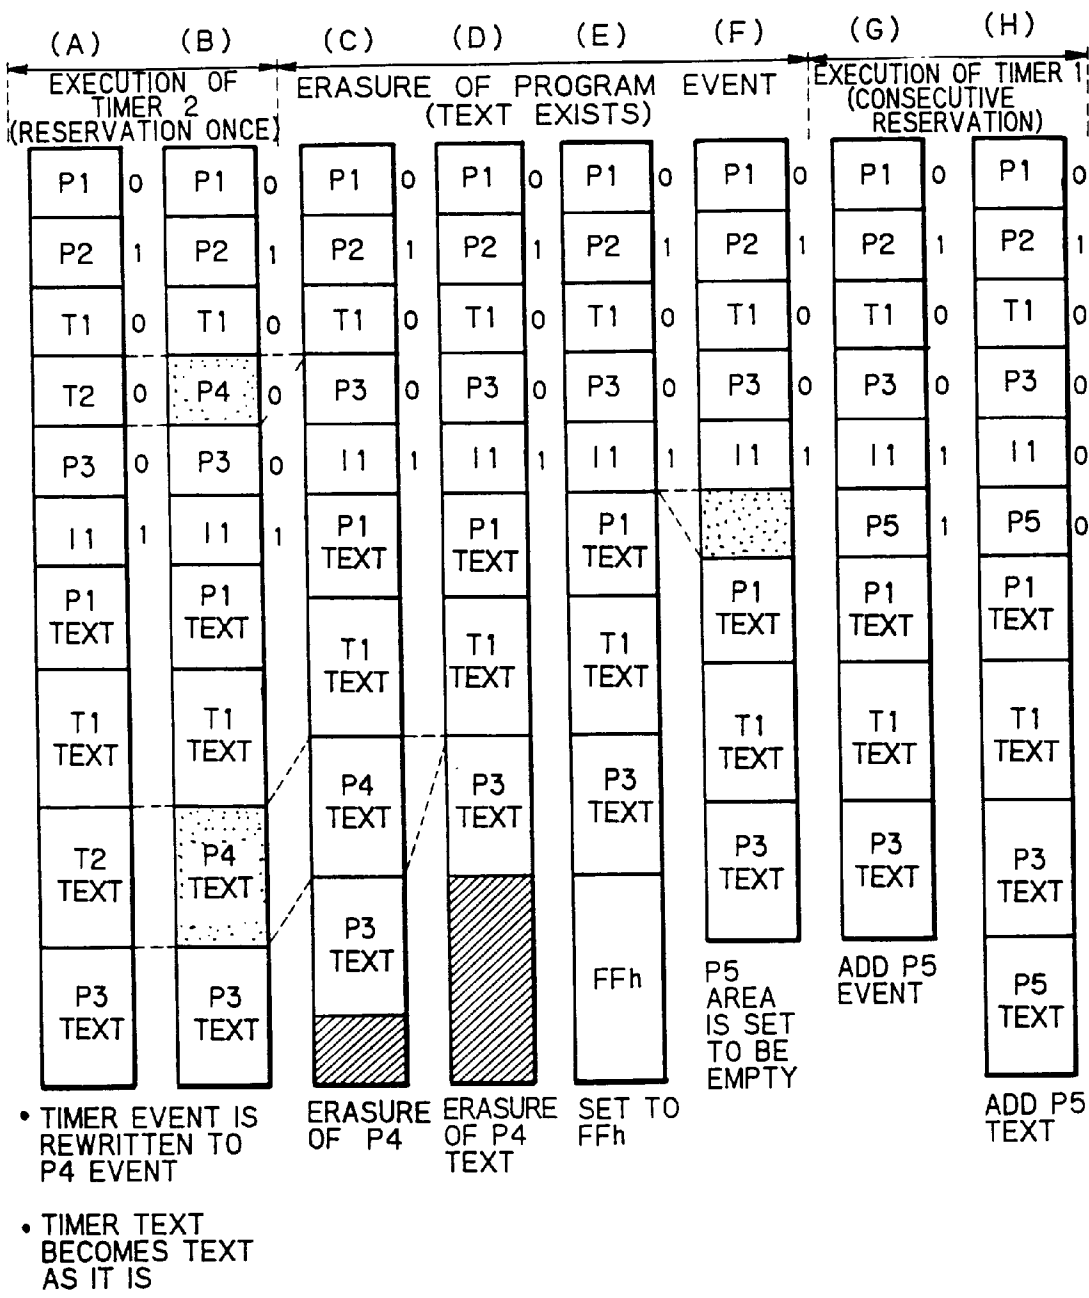 (A) (B) (C) (D) (E) (F) (G) (H)
EXECUTION OF
TIMER 2
(RESERVATION ONCE)
ERASURE OF PROGRAM EVENT
(TEXT EXISTS)
EXECUTION OF TIMER 1
(CONSECUTIVE
RESERVATION)
P1 0 P1 0 P1 0 P1 0 P1 0 P1 0 P1 0 P1 0
P2 1 P2 1 P2 1 P2 1 P2 1 P2 1 P2 1 P2 1
T1 0 T1 0 T1 0 T1 0 T1 0 T1 0 T1 0 T1 0
T2 0 P4 0 P3 0 P3 0 P3 0 P3 0 P3 0 P3 0
P3 0 P3 0 I1 1 I1 1 I1 1 I1 1 I1 1 I1 0
I1 1 I1 1 P1 P1 P1 P5 1 P5 0
TEXT TEXT TEXT
P1 P1 P1 P1 P1
TEXT TEXT TEXT TEXT TEXT
T1 T1 T1
TEXT TEXT TEXT
T1 T1 T1 T1 T1
TEXT TEXT TEXT TEXT TEXT
P4 P3 P3
TEXT TEXT TEXT
T2 P4 P3 P3 P3
TEXT TEXT TEXT TEXT TEXT
P3
TEXT
P3 P3 FFh P5
TEXT TEXT TEXT
P5
AREA
IS SET
TO BE
EMPTY
ADD P5
EVENT
ADD P5
TEXT
ERASURE
OF P4
ERASURE
OF P4
TEXT
SET TO
FFh
• TIMER EVENT IS
REWRITTEN TO
P4 EVENT
• TIMER TEXT
BECOMES TEXT
AS IT IS